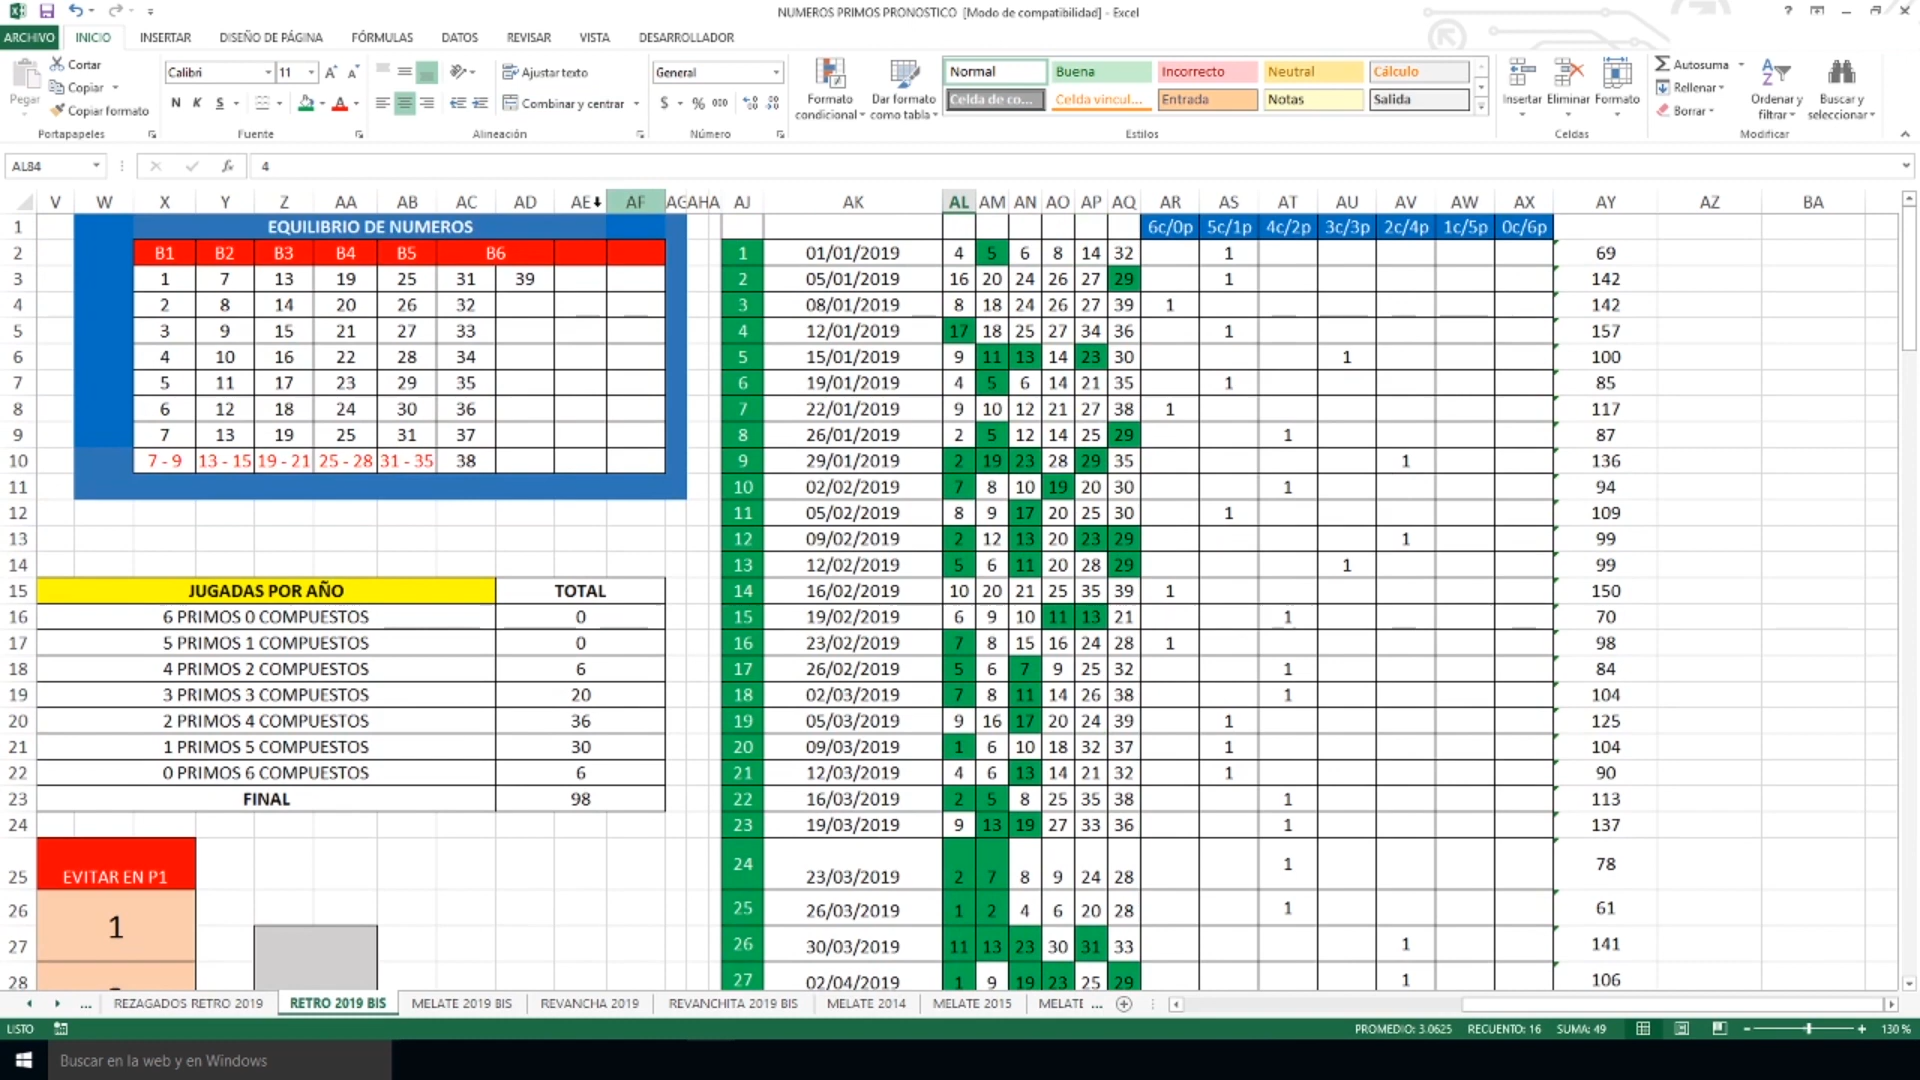 NUMEROS PRIMOS PRONOSTICO [Modo de compatibilidad] - Excel
ARCHIVO INICIO INSERTAR DISEÑO DE PÁGINA FÓRMULAS DATOS REVISAR VISTA DESARROLLADOR
Pegar Cortar Copiar Copiar formato
Calibri 11 N K S
Ajustar texto Combinar y centrar
General $ % 000
Formato condicional Dar formato como tabla
Normal Buena Incorrecto Neutral Cálculo
Celda de co... Celda vincul... Entrada Notas Salida
Insertar Eliminar Formato
Autosuma Rellenar Borrar
Ordenar y filtrar Buscar y seleccionar
Portapapeles Fuente Alineación Número Estilos Celdas Modificar
AL84 fx 4
V W X Y Z AA AB AC AD AE AF AG AH A AJ AK AL AM AN AO AP AQ AR AS AT AU AV AW AX AY AZ BA
1 EQUILIBRIO DE NUMEROS 6c/0p 5c/1p 4c/2p 3c/3p 2c/4p 1c/5p 0c/6p
2 B1 B2 B3 B4 B5 B6 1 01/01/2019 4 5 6 8 14 32 1 69
3 1 7 13 19 25 31 39 2 05/01/2019 16 20 24 26 27 29 1 142
4 2 8 14 20 26 32 3 08/01/2019 8 18 24 26 27 39 1 142
5 3 9 15 21 27 33 4 12/01/2019 17 18 25 27 34 36 1 157
6 4 10 16 22 28 34 5 15/01/2019 9 11 13 14 23 30 1 100
7 5 11 17 23 29 35 6 19/01/2019 4 5 6 14 21 35 1 85
8 6 12 18 24 30 36 7 22/01/2019 9 10 12 21 27 38 1 117
9 7 13 19 25 31 37 8 26/01/2019 2 5 12 14 25 29 1 87
10 7 - 9 13 - 15 19 - 21 25 - 28 31 - 35 38 9 29/01/2019 2 19 23 28 29 35 1 136
11 10 02/02/2019 7 8 10 19 20 30 1 94
12 11 05/02/2019 8 9 17 20 25 30 1 109
13 12 09/02/2019 2 12 13 20 23 29 1 99
14 13 12/02/2019 5 6 11 20 28 29 1 99
15 JUGADAS POR AÑO TOTAL 14 16/02/2019 10 20 21 25 35 39 1 150
16 6 PRIMOS 0 COMPUESTOS 0 15 19/02/2019 6 9 10 11 13 21 1 70
17 5 PRIMOS 1 COMPUESTOS 0 16 23/02/2019 7 8 15 16 24 28 1 98
18 4 PRIMOS 2 COMPUESTOS 6 17 26/02/2019 5 6 7 9 25 32 1 84
19 3 PRIMOS 3 COMPUESTOS 20 18 02/03/2019 7 8 11 14 26 38 1 104
20 2 PRIMOS 4 COMPUESTOS 36 19 05/03/2019 9 16 17 20 24 39 1 125
21 1 PRIMOS 5 COMPUESTOS 30 20 09/03/2019 1 6 10 18 32 37 1 104
22 0 PRIMOS 6 COMPUESTOS 6 21 12/03/2019 4 6 13 14 21 32 1 90
23 FINAL 98 22 16/03/2019 2 5 8 25 35 38 1 113
24 23 19/03/2019 9 13 19 27 33 36 1 137
25 EVITAR EN P1 24 23/03/2019 2 7 8 9 24 28 1 78
26 1 25 26/03/2019 1 2 4 6 20 28 1 61
27 26 30/03/2019 11 13 23 30 31 33 1 141
28 27 02/04/2019 1 9 19 23 25 29 1 106
... REZAGADOS RETRO 2019 RETRO 2019 BIS MELATE 2019 BIS REVANCHA 2019 REVANCHITA 2019 BIS MELATE 2014 MELATE 2015 MELATE ...
LISTO PROMEDIO: 3.0625 RECUENTO: 16 SUMA: 49 130 %
Buscar en la web y en Windows